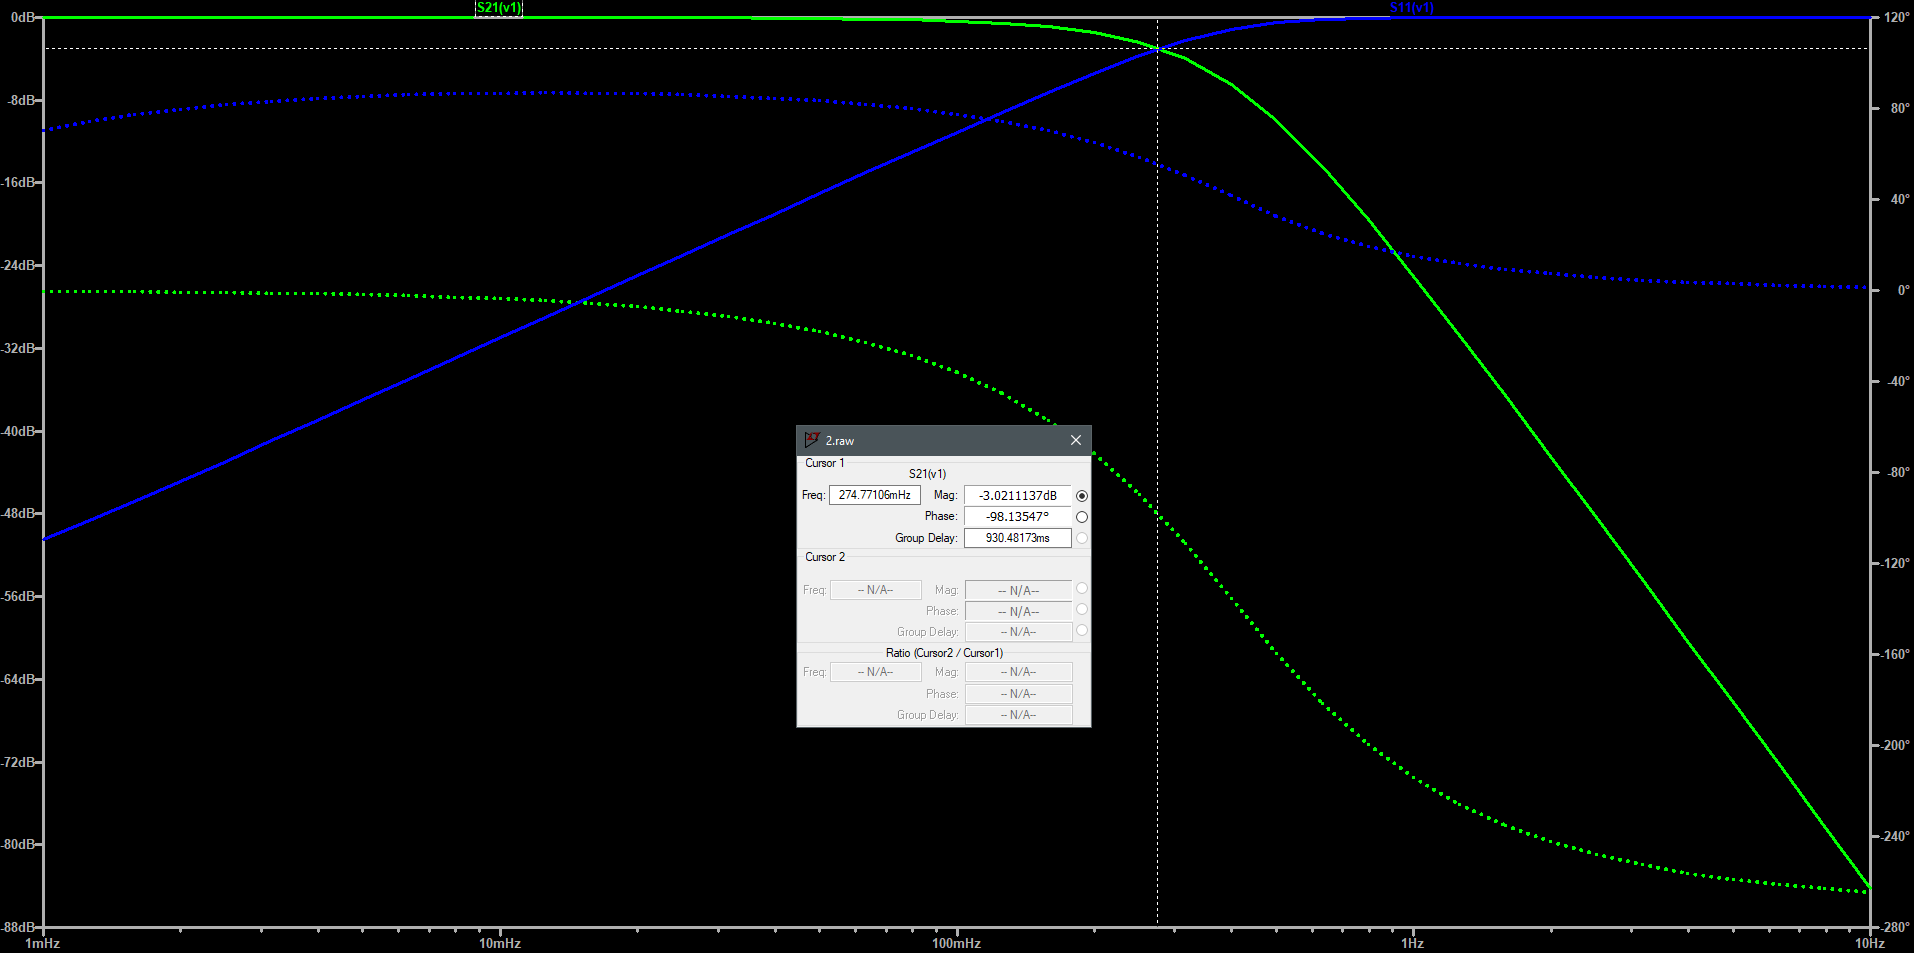 S21(v1)
S11(v1)
0dB
-8dB
-16dB
-24dB
-32dB
-40dB
-48dB
-56dB
-64dB
-72dB
-80dB
-88dB
120°
80°
40°
0°
-40°
-80°
-120°
-160°
-200°
-240°
-280°
2.raw
Cursor 1
S21(v1)
Freq: 274.77106mHz Mag: -3.0211137dB
Phase: -98.13547°
Group Delay: 930.48173ms
Cursor 2
Freq: -- N/A-- Mag: -- N/A--
Phase: -- N/A--
Group Delay: -- N/A--
Ratio (Cursor2 / Cursor1)
Freq: -- N/A-- Mag: -- N/A--
Phase: -- N/A--
Group Delay: -- N/A--
1mHz 10mHz 100mHz 1Hz 10Hz